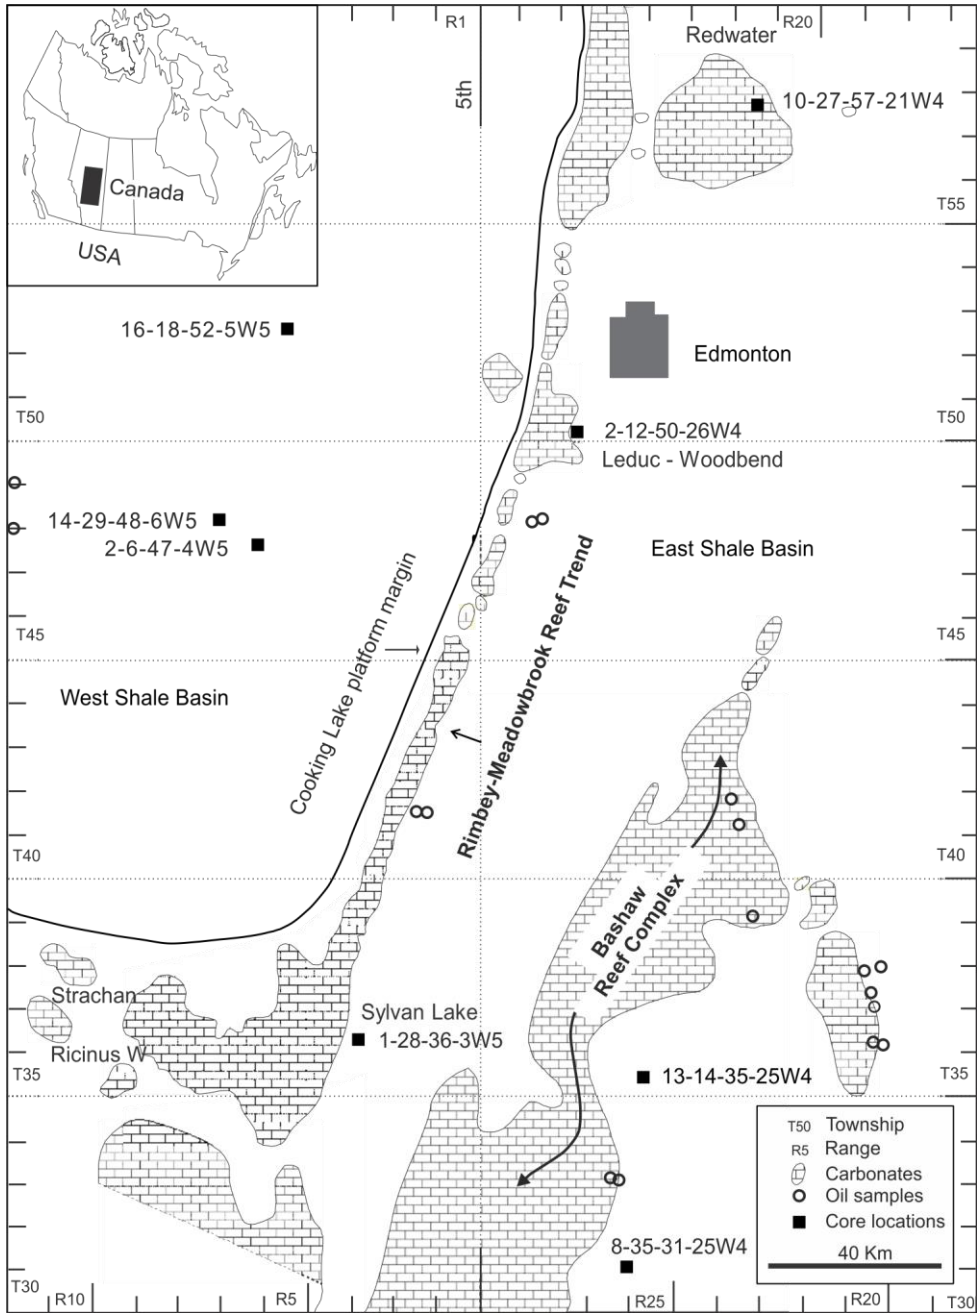 R1
R20
Redwater
5th
10-27-57-21W4
Canada
USA
T55
T55
16-18-52-5W5
Edmonton
T50
T50
2-12-50-26W4
Leduc - Woodbend
14-29-48-6W5
2-6-47-4W5
East Shale Basin
Rimbey-Meadowbrook Reef Trend
Cooking Lake platform margin
T45
T45
West Shale Basin
T40
T40
Bashaw
Reef Complex
Strachan
Sylvan Lake
1-28-36-3W5
Ricinus W
T35
T35
13-14-35-25W4
T50 Township
R5 Range
Carbonates
Oil samples
Core locations
40 Km
8-35-31-25W4
T30
R10
R5
R25
R20
T30